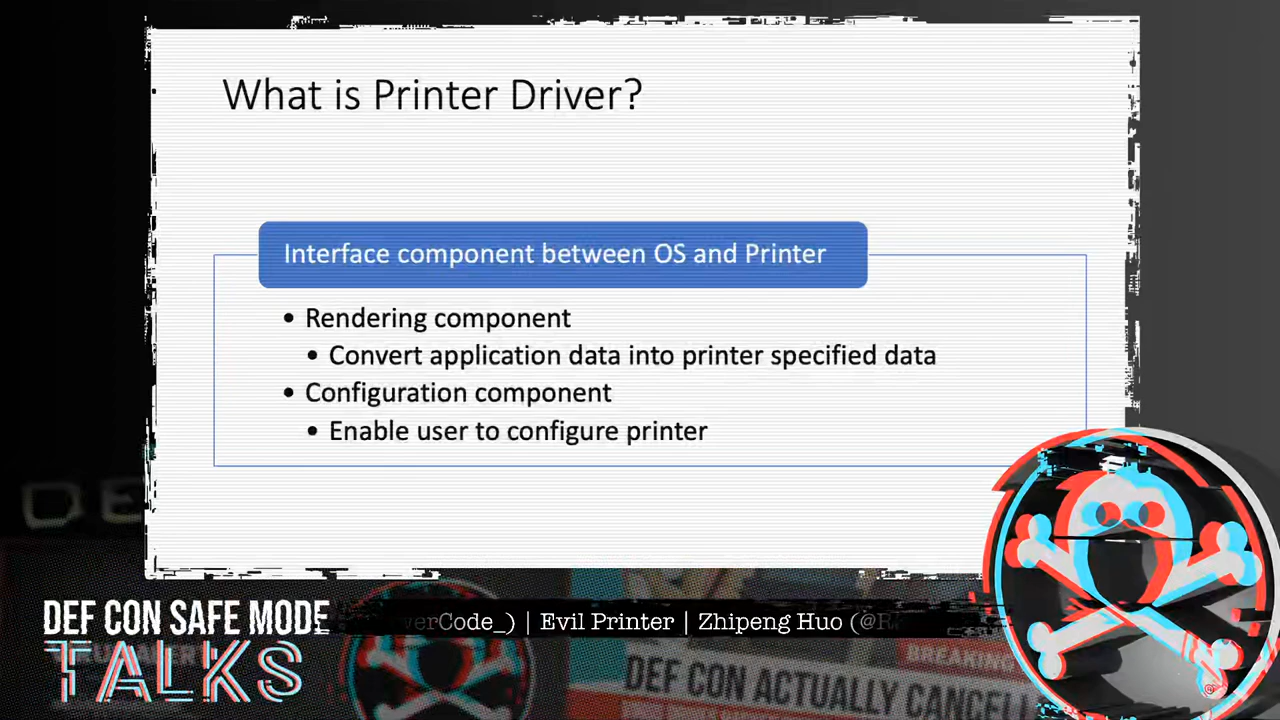 What is Printer Driver?
Interface component between OS and Printer
• Rendering component
• Convert application data into printer specified data
• Configuration component
• Enable user to configure printer
DEF CON SAFE MODE
TALKS
verCode_) | Evil Printer | Zhipeng Huo (@R
BREAKIN
DEF CON ACTUALLY CANCELL